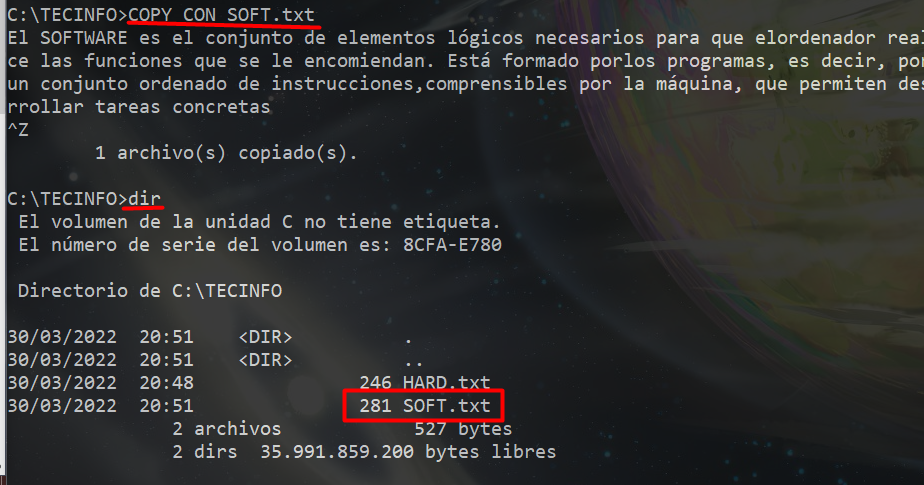 C:\TECINFO>COPY CON SOFT.txt
El SOFTWARE es el conjunto de elementos lógicos necesarios para que elordenador real
ce las funciones que se le encomiendan. Está formado porlos programas, es decir, por
un conjunto ordenado de instrucciones,comprensibles por la máquina, que permiten des
rrollar tareas concretas
^Z
1 archivo(s) copiado(s).
C:\TECINFO>dir
El volumen de la unidad C no tiene etiqueta.
El número de serie del volumen es: 8CFA-E780
Directorio de C:\TECINFO
30/03/2022 20:51 <DIR> .
30/03/2022 20:51 <DIR> ..
30/03/2022 20:48 246 HARD.txt
30/03/2022 20:51 281 SOFT.txt
2 archivos 527 bytes
2 dirs 35.991.859.200 bytes libres